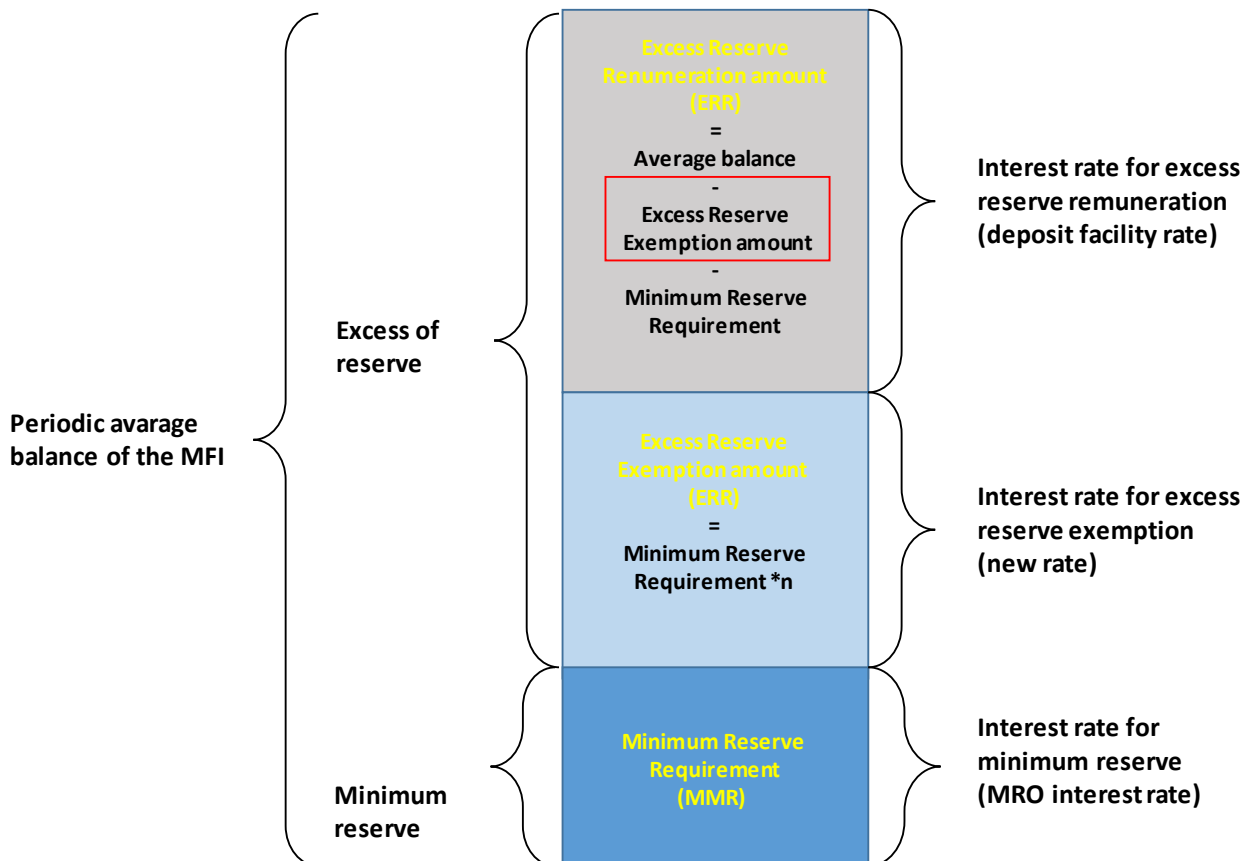 Periodic avarage
balance of the MFI
Excess of
reserve
Minimum
reserve
Excess Reserve
Renumeration amount
(ERR)
=
Average balance
-
Excess Reserve
Exemption amount
-
Minimum Reserve
Requirement
Excess Reserve
Exemption amount
(ERR)
=
Minimum Reserve
Requirement *n
Minimum Reserve
Requirement
(MMR)
Interest rate for excess
reserve remuneration
(deposit facility rate)
Interest rate for excess
reserve exemption
(new rate)
Interest rate for
minimum reserve
(MRO interest rate)